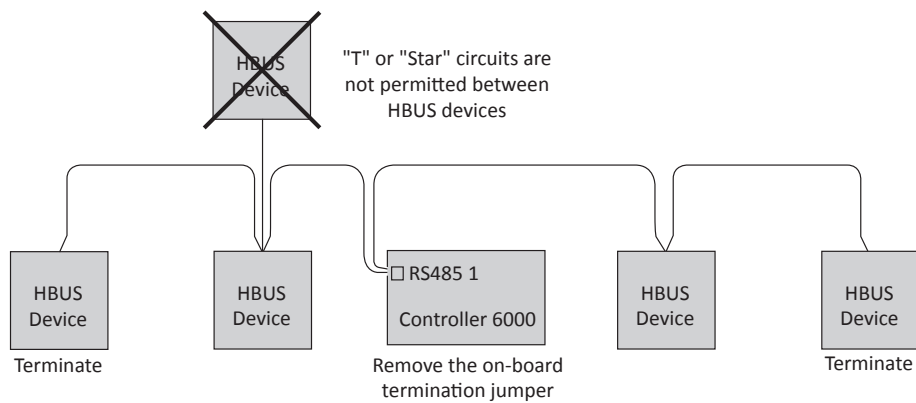 HBUS
Device
"T" or "Star" circuits are
not permitted between
HBUS devices
HBUS
Device
Terminate
HBUS
Device
RS485 1
Controller 6000
Remove the on-board
termination jumper
HBUS
Device
HBUS
Device
Terminate